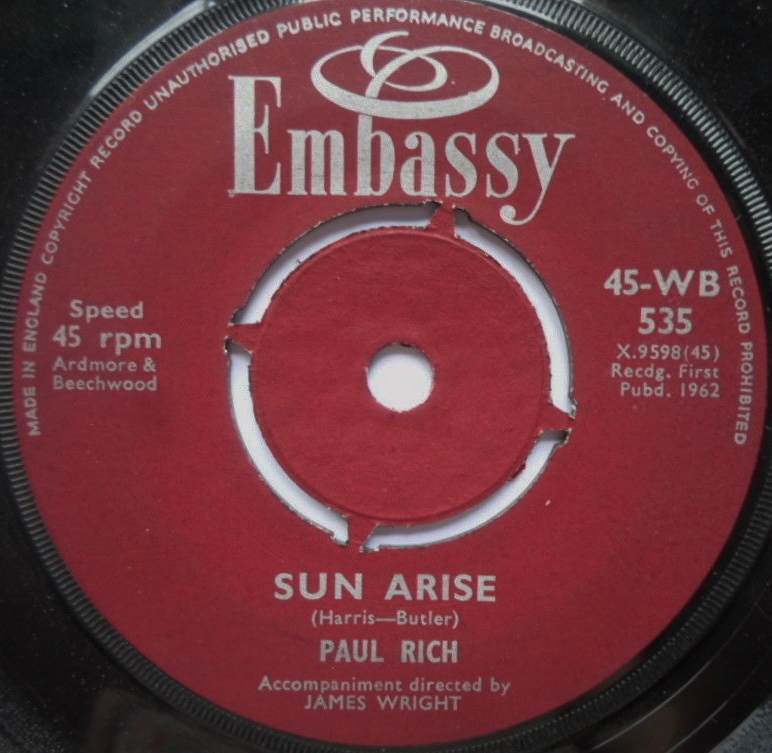 MADE IN ENGLAND COPYRIGHT RECORD UNAUTHORISED PUBLIC PERFORMANCE BROADCASTING AND COPYING OF THIS RECORD PROHIBITED
Embassy
Speed
45 rpm
Ardmore &
Beechwood
45-WB
535
X.9598(45)
Recdg. First
Pubd. 1962
SUN ARISE
(Harris—Butler)
PAUL RICH
Accompaniment directed by
JAMES WRIGHT